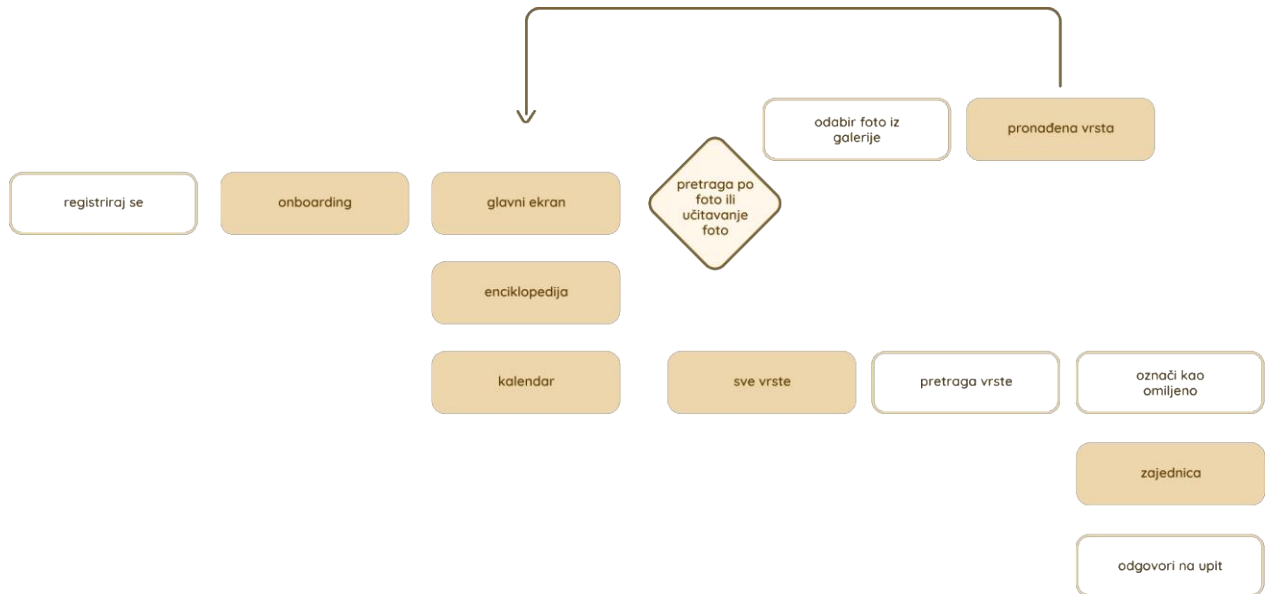 odabir foto iz
galerije
pronađena vrsta
registriraj se
onboarding
glavni ekran
pretraga po
foto ili
učitavanje
foto
enciklopedija
kalendar
sve vrste
pretraga vrste
označi kao
omiljeno
zajednica
odgovori na upit